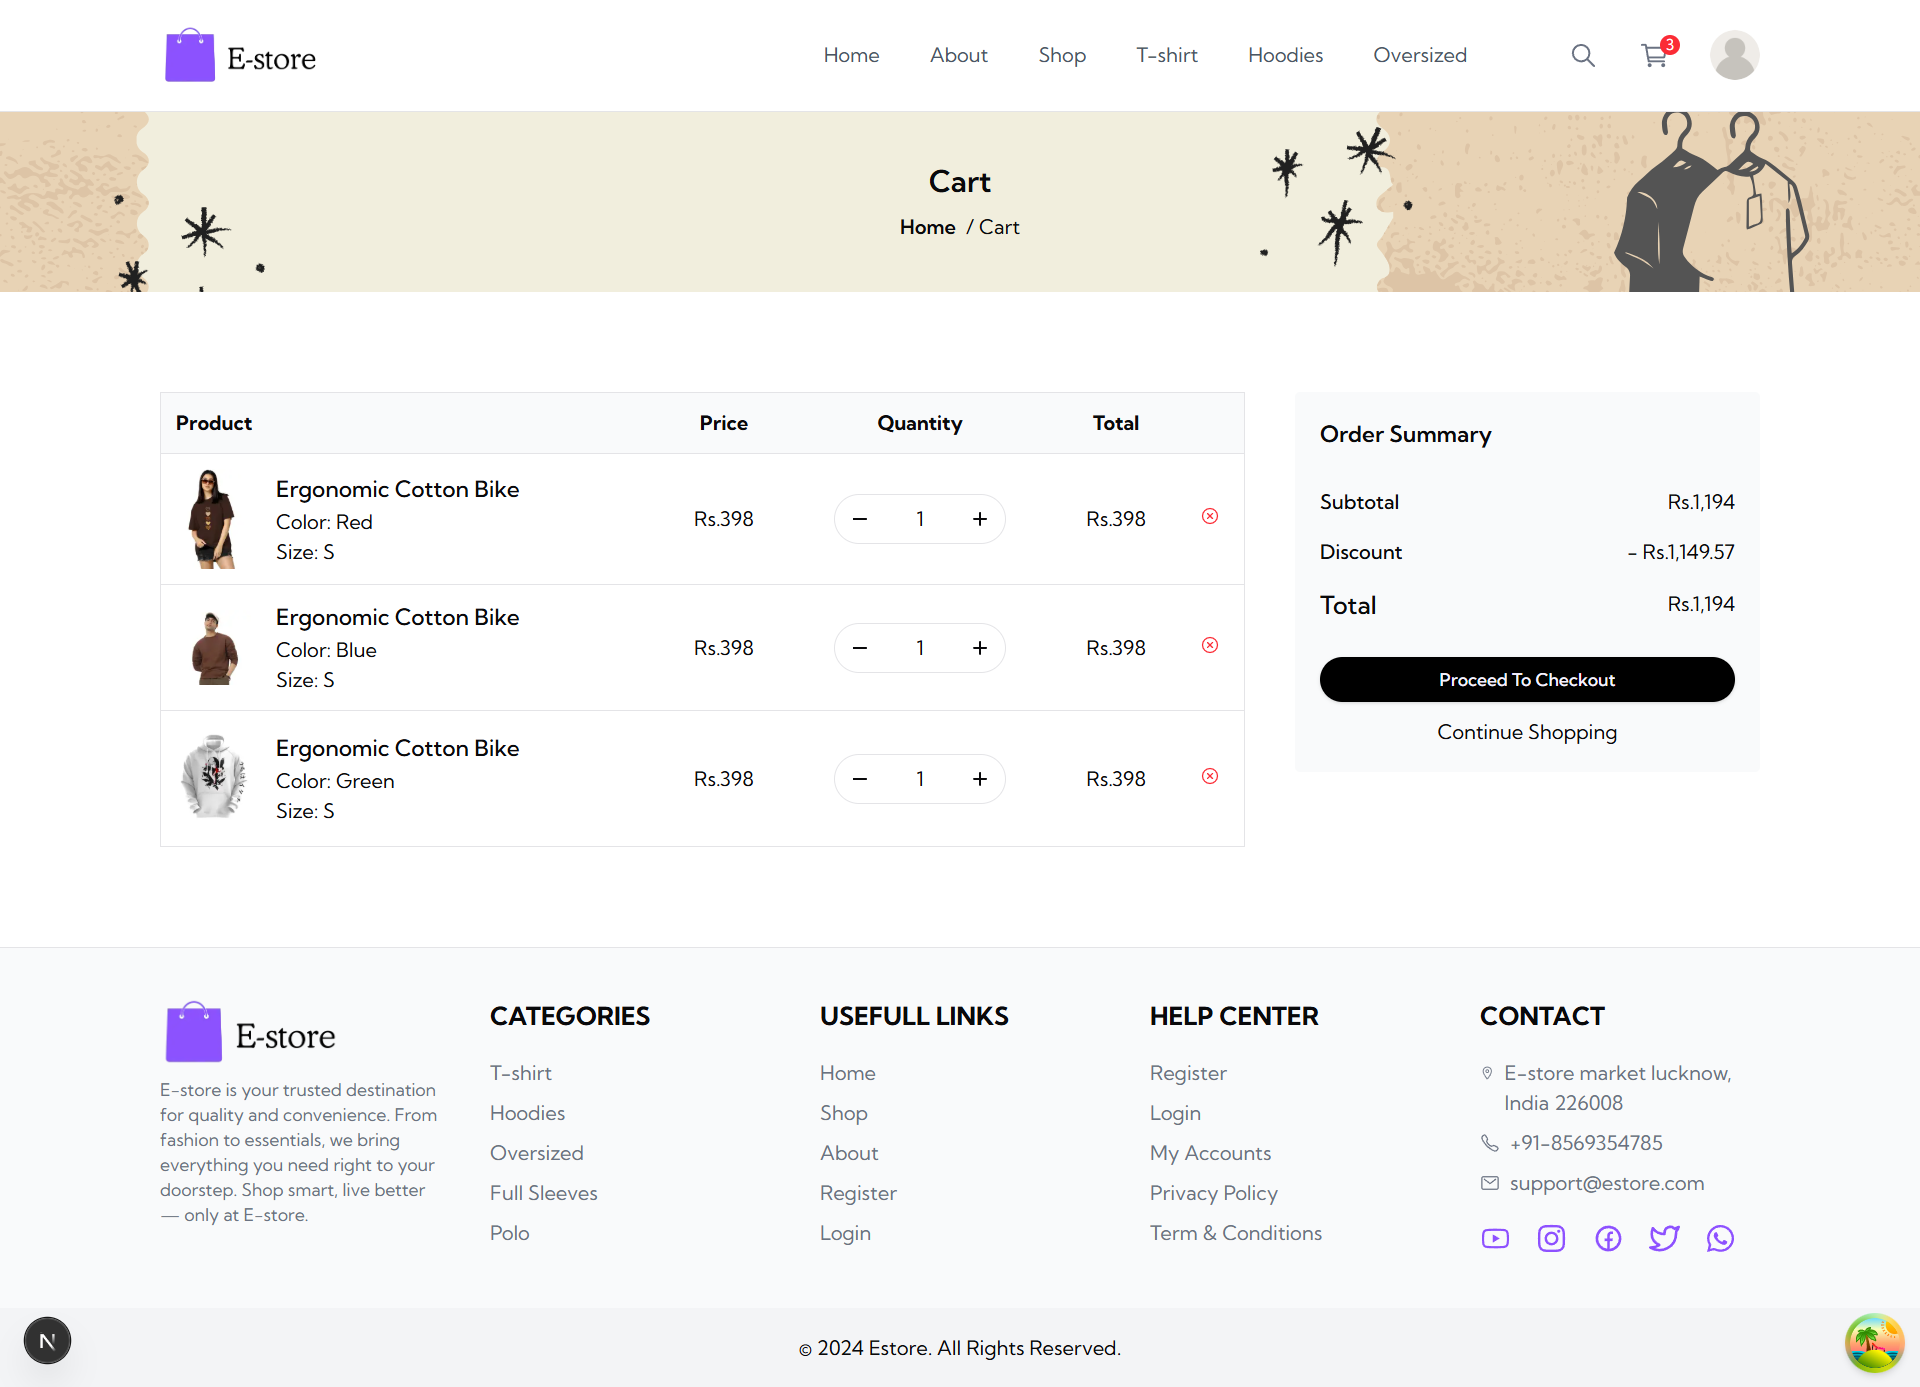 E-store
Home About Shop T-shirt Hoodies Oversized
3
Cart
Home / Cart
Product Price Quantity Total
Ergonomic Cotton Bike
Color: Red
Size: S
Rs.398 − 1 + Rs.398
Ergonomic Cotton Bike
Color: Blue
Size: S
Rs.398 − 1 + Rs.398
Ergonomic Cotton Bike
Color: Green
Size: S
Rs.398 − 1 + Rs.398
Order Summary
Subtotal Rs.1,194
Discount - Rs.1,149.57
Total Rs.1,194
Proceed To Checkout
Continue Shopping
E-store
E-store is your trusted destination
for quality and convenience. From
fashion to essentials, we bring
everything you need right to your
doorstep. Shop smart, live better
— only at E-store.
CATEGORIES
T-shirt
Hoodies
Oversized
Full Sleeves
Polo
USEFULL LINKS
Home
Shop
About
Register
Login
HELP CENTER
Register
Login
My Accounts
Privacy Policy
Term & Conditions
CONTACT
E-store market lucknow,
India 226008
+91-8569354785
support@estore.com
N
© 2024 Estore. All Rights Reserved.